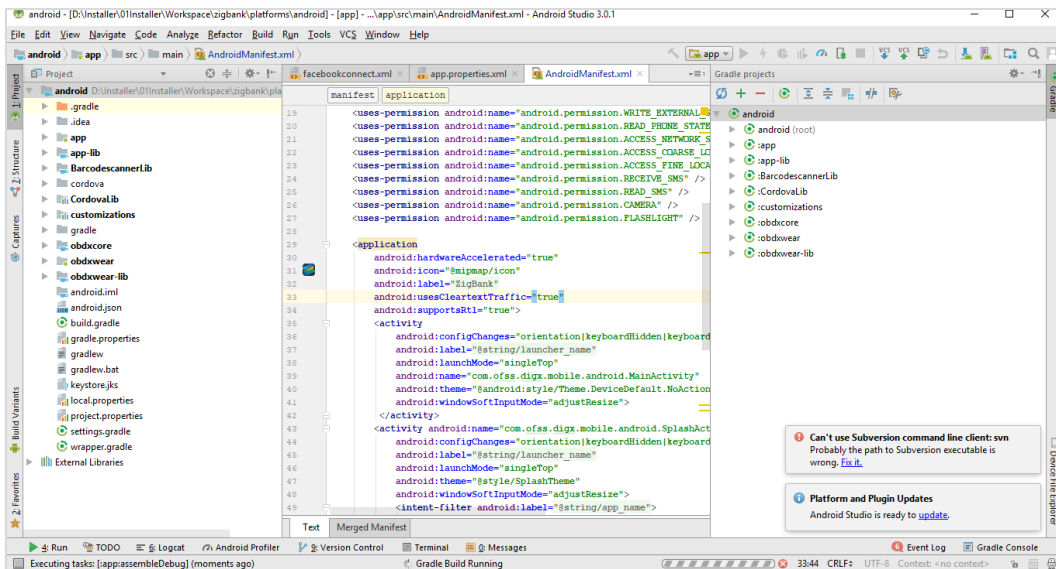 android - [D:\Installer\01Installer\Workspace\zigbank\platforms\android] - [app] - ...\app\src\main\AndroidManifest.xml - Android Studio 3.0.1
File Edit View Navigate Code Analyze Refactor Build Run Tools VCS Window Help
android app src main AndroidManifest.xml
app
Project
facebookconnect.xml app.properties.xml AndroidManifest.xml
Gradle projects
1: Project
Z: Structure
Captures
Build Variants
2: Favorites
android D:\Installer\01Installer\Workspace\zigbank\pla
.gradle
.idea
app
app-lib
BarcodescannerLib
cordova
CordovaLib
customizations
gradle
obdxcore
obdxwear
obdxwear-lib
android.iml
android.json
build.gradle
gradle.properties
gradlew
gradlew.bat
keystore.jks
local.properties
project.properties
settings.gradle
wrapper.gradle
External Libraries
manifest application
19 <uses-permission android:name="android.permission.WRITE_EXTERNAL_
20 <uses-permission android:name="android.permission.READ_PHONE_STATE
21 <uses-permission android:name="android.permission.ACCESS_NETWORK_S
22 <uses-permission android:name="android.permission.ACCESS_COARSE_LO
23 <uses-permission android:name="android.permission.ACCESS_FINE_LOCA
24 <uses-permission android:name="android.permission.RECEIVE_SMS" />
25 <uses-permission android:name="android.permission.READ_SMS" />
26 <uses-permission android:name="android.permission.CAMERA" />
27 <uses-permission android:name="android.permission.FLASHLIGHT" />
28
29 <application
30 android:hardwareAccelerated="true"
31 android:icon="@mipmap/icon"
32 android:label="ZigBank"
33 android:usesCleartextTraffic="true"
34 android:supportsRtl="true">
35 <activity
36 android:configChanges="orientation|keyboardHidden|keyboard
37 android:label="@string/launcher_name"
38 android:launchMode="singleTop"
39 android:name="com.ofss.digx.mobile.android.MainActivity"
40 android:theme="@android:style/Theme.DeviceDefault.NoAction
41 android:windowSoftInputMode="adjustResize">
42 </activity>
43 <activity android:name="com.ofss.digx.mobile.android.SplashAct
44 android:configChanges="orientation|keyboardHidden|keyboard
45 android:label="@string/launcher_name"
46 android:launchMode="singleTop"
47 android:theme="@style/SplashTheme"
48 android:windowSoftInputMode="adjustResize">
49 <intent-filter android:label="@string/app_name">
Text Merged Manifest
android
android (root)
:app
:app-lib
:BarcodescannerLib
:CordovaLib
:customizations
:obdxcore
:obdxwear
:obdxwear-lib
Gradle
Device File Explorer
Can't use Subversion command line client: svn
Probably the path to Subversion executable is
wrong. Fix it.
Platform and Plugin Updates
Android Studio is ready to update.
4: Run TODO 6: Logcat Android Profiler 9: Version Control Terminal 0: Messages Event Log Gradle Console
Executing tasks: [:app:assembleDebug] (moments ago) Gradle Build Running 33:44 CRLF UTF-8 Context: <no context>